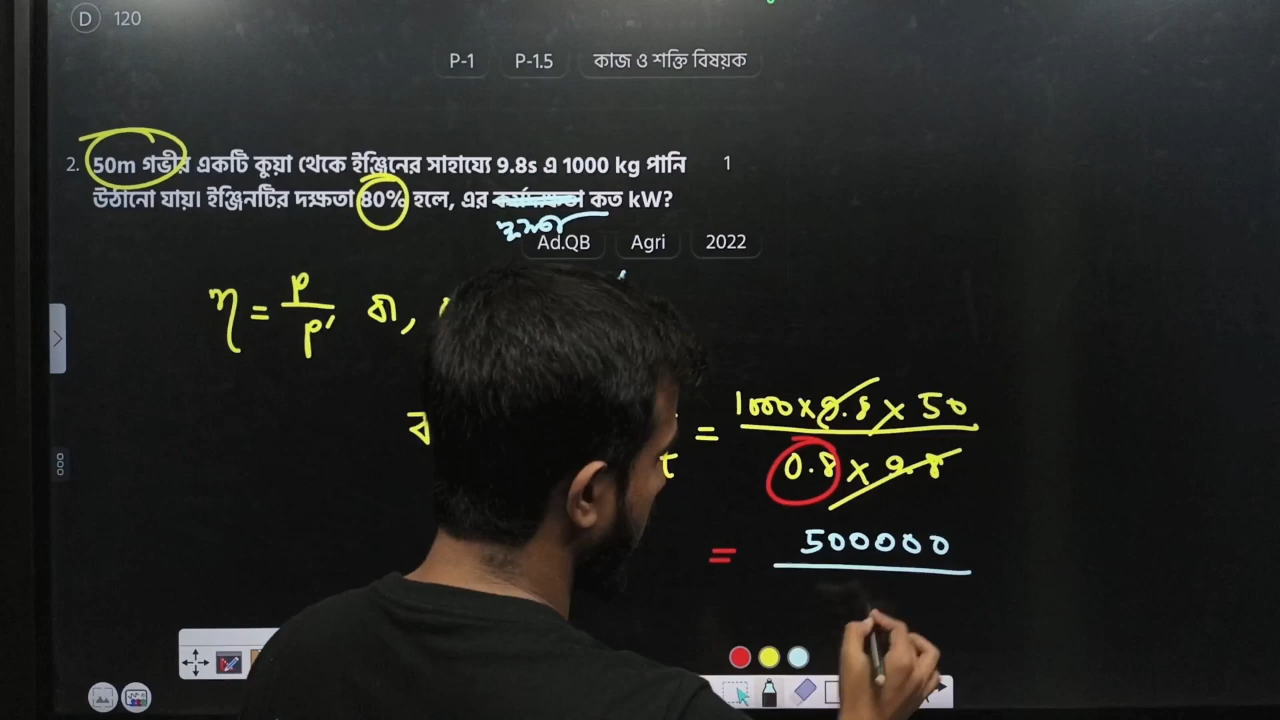 D 120
P-1 P-1.5 কাজ ও শক্তি বিষয়ক
2. 50m গভীর একটি কুয়া থেকে ইঞ্জিনের সাহায্যে 9.8s এ 1000 kg পানি 1
উঠানো যায়। ইঞ্জিনটির দক্ষতা 80% হলে, এর কর্মদক্ষতা কত kW?
ক্ষমতা
Ad.QB Agri 2022
η = P / P' বা,
ব t = 1000 × 9.8 × 50 / 0.8 × 9.8
= 500000